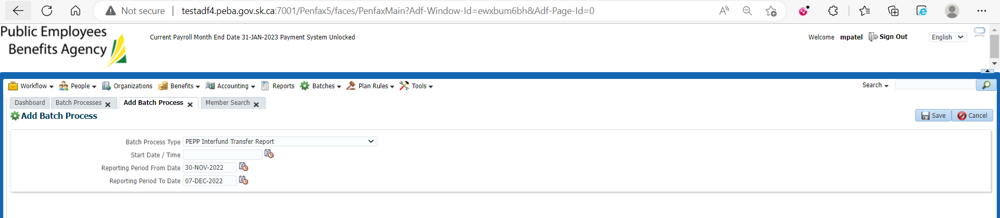 Not secure | testadf4.peba.gov.sk.ca:7001/Penfax5/faces/PenfaxMain?Adf-Window-Id=ewxbum6bh&Adf-Page-Id=0
Public Employees
Benefits Agency
Current Payroll Month End Date 31-JAN-2023 Payment System Unlocked
Welcome mpatel Sign Out English
Workflow People Organizations Benefits Accounting Reports Batches Plan Rules Tools Search
Dashboard Batch Processes Add Batch Process Member Search
Add Batch Process
Save Cancel
Batch Process Type PEPP Interfund Transfer Report
Start Date / Time
Reporting Period From Date 30-NOV-2022
Reporting Period To Date 07-DEC-2022